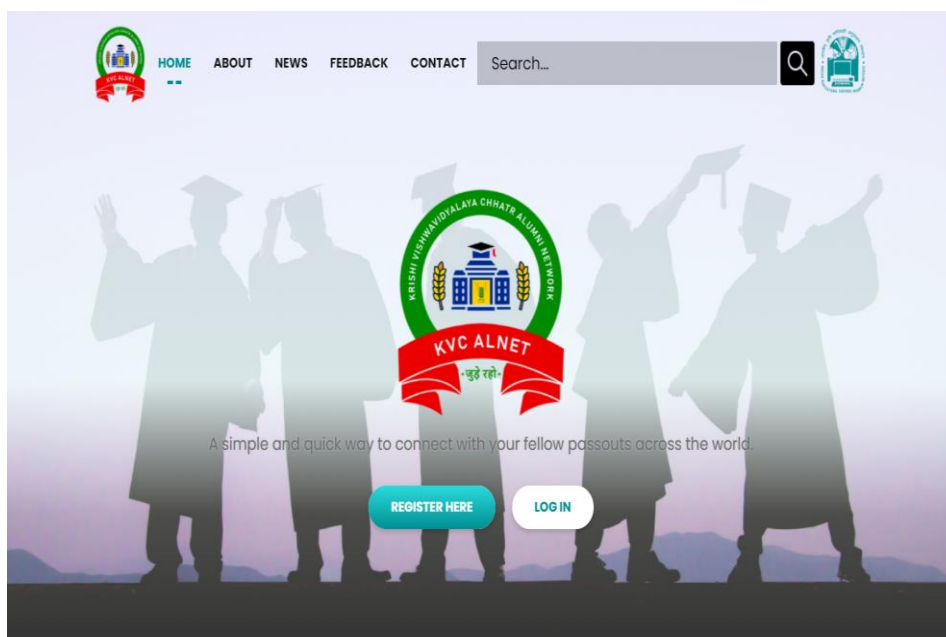 HOME ABOUT NEWS FEEDBACK CONTACT Search...
KVC ALNET
KRISHI VISHWAVIDYALAYA CHHATR ALUMNI NETWORK
KVC ALNET
जुड़े रहो
A simple and quick way to connect with your fellow passouts across the world.
REGISTER HERE LOG IN